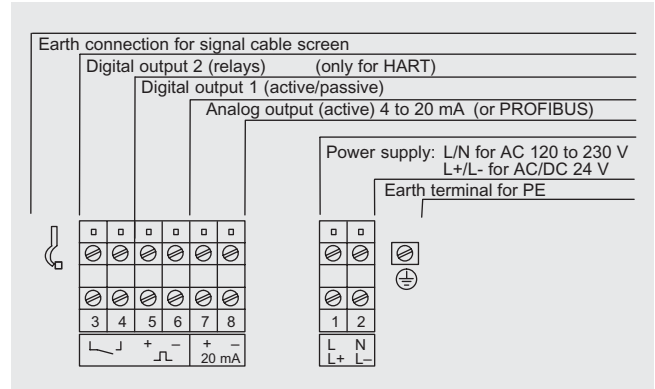 Earth connection for signal cable screen
Digital output 2 (relays) (only for HART)
Digital output 1 (active/passive)
Analog output (active) 4 to 20 mA (or PROFIBUS)
Power supply: L/N for AC 120 to 230 V
L+/L- for AC/DC 24 V
Earth terminal for PE
3 4 5 6 7 8 1 2
+ – + – L N
20 mA L+ L–